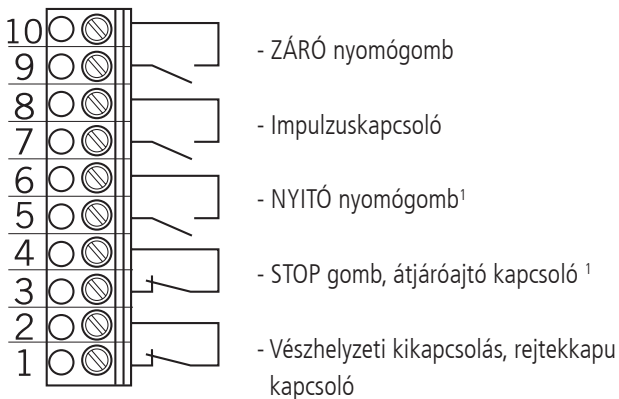 10
9
- ZÁRÓ nyomógomb
8
7
- Impulzuskapcsoló
6
5
- NYITÓ nyomógomb¹
4
3
- STOP gomb, átjáróajtó kapcsoló ¹
2
1
- Vészhelyzeti kikapcsolás, rejtekkapu
kapcsoló